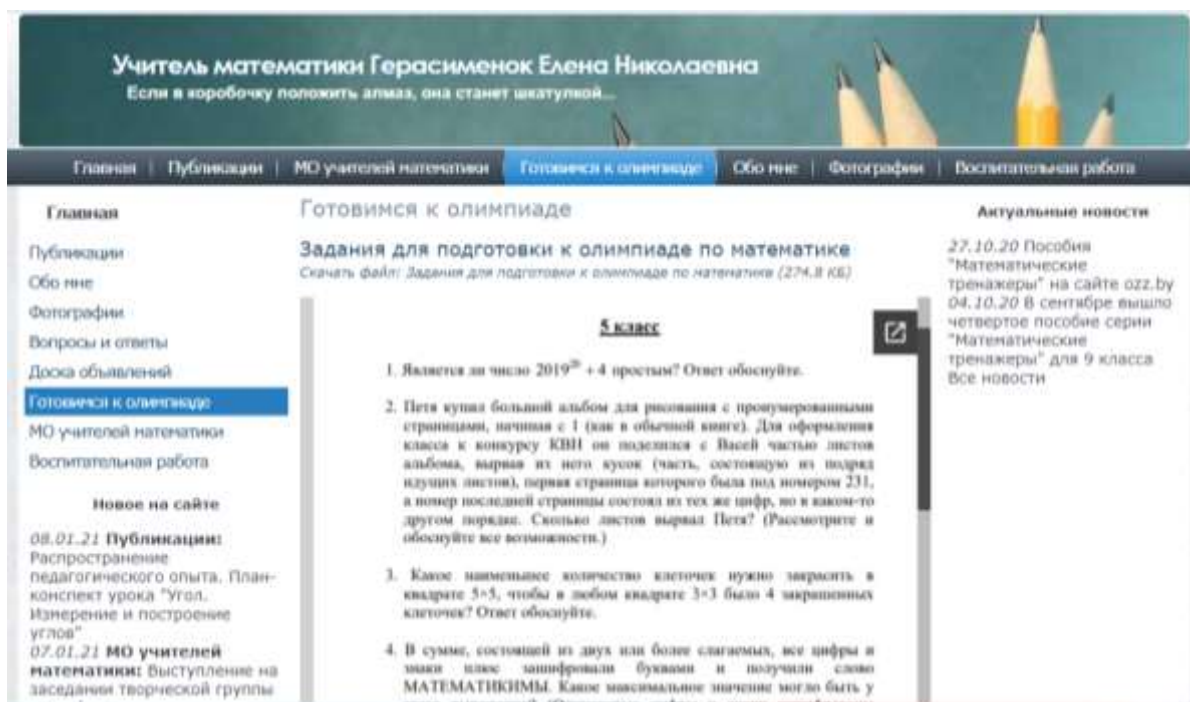 Учитель математики Герасименок Елена Николаевна
Если в коробочку положить алмаз, она станет шкатулкой...
Главная | Публикации | МО учителей математики | Готовимся к олимпиаде | Обо мне | Фотографии | Воспитательная работа
Главная
Публикации
Обо мне
Фотографии
Вопросы и ответы
Доска объявлений
Готовимся к олимпиаде
МО учителей математики
Воспитательная работа
Новое на сайте
08.01.21 Публикации:
Распространение
педагогического опыта. План-
конспект урока "Угол.
Измерение и построение
углов"
07.01.21 МО учителей
математики: Выступление на
заседании творческой группы
Готовимся к олимпиаде
Задания для подготовки к олимпиаде по математике
Скачать файл: Задания для подготовки к олимпиаде по математике (274.8 КБ)
5 класс
1. Является ли число 2019²⁰ + 4 простым? Ответ обоснуйте.
2. Петя купил большой альбом для рисования с пронумерованными
страницами, начиная с 1 (как в обычной книге). Для оформления
класса к конкурсу КВН он поделился с Васей частью листов
альбома, вырвав из него кусок (часть, состоящую из подряд
идущих листов), первая страница которого была под номером 231,
а номер последней страницы состоял из тех же цифр, но в каком-то
другом порядке. Сколько листов вырвал Петя? (Рассмотрите и
обоснуйте все возможности.)
3. Какое наименьшее количество клеточек нужно закрасить в
квадрате 5×5, чтобы в любом квадрате 3×3 было 4 закрашенных
клеточек? Ответ обоснуйте.
4. В сумме, состоящей из двух или более слагаемых, все цифры и
знаки плюс зашифровали буквами и получили слово
МАТЕМАТИКИМЫ. Какое максимальное значение могло быть у
Актуальные новости
27.10.20 Пособия
"Математические
тренажеры" на сайте ozz.by
04.10.20 В сентябре вышло
четвертое пособие серии
"Математические
тренажеры" для 9 класса
Все новости